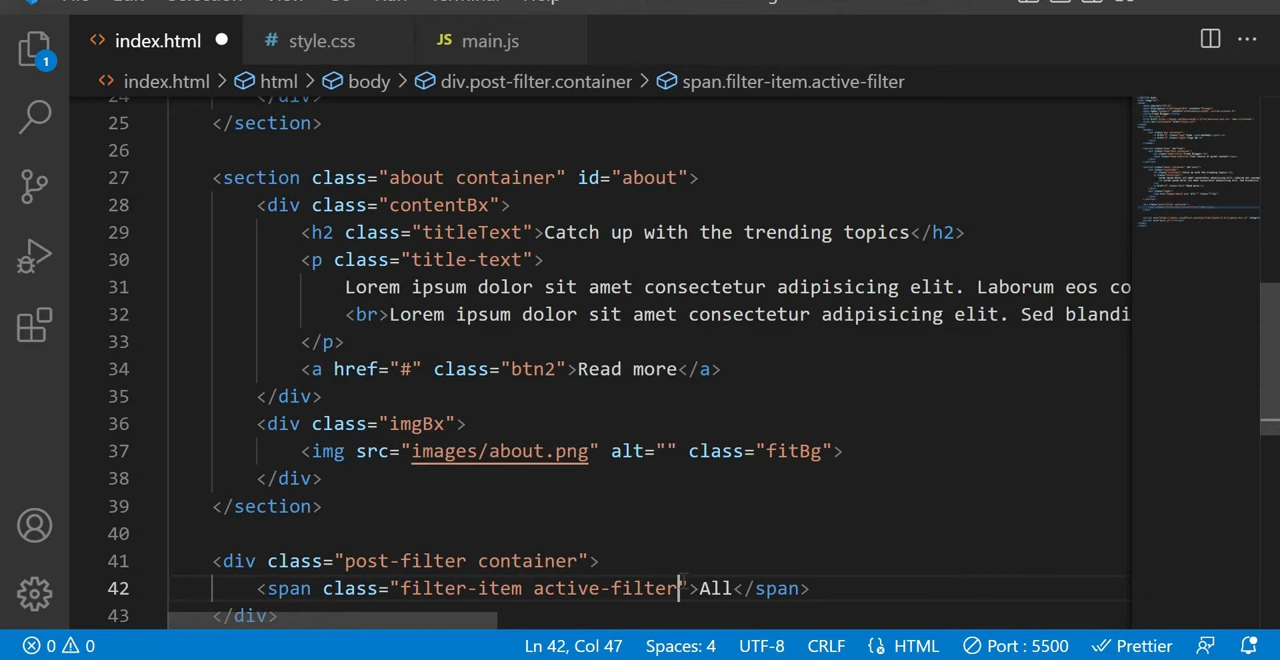 index.html
# style.css
JS main.js
1
<> index.html > html > body > div.post-filter.container > span.filter-item.active-filter
25 </section>
26
27 <section class="about container" id="about">
28 <div class="contentBx">
29 <h2 class="titleText">Catch up with the trending topics</h2>
30 <p class="title-text">
31 Lorem ipsum dolor sit amet consectetur adipisicing elit. Laborum eos co
32 <br>Lorem ipsum dolor sit amet consectetur adipisicing elit. Sed blandi
33 </p>
34 <a href="#" class="btn2">Read more</a>
35 </div>
36 <div class="imgBx">
37 <img src="images/about.png" alt="" class="fitBg">
38 </div>
39 </section>
40
41 <div class="post-filter container">
42 <span class="filter-item active-filter">All</span>
43 </div>
0 0 Ln 42, Col 47 Spaces: 4 UTF-8 CRLF HTML Port : 5500 Prettier